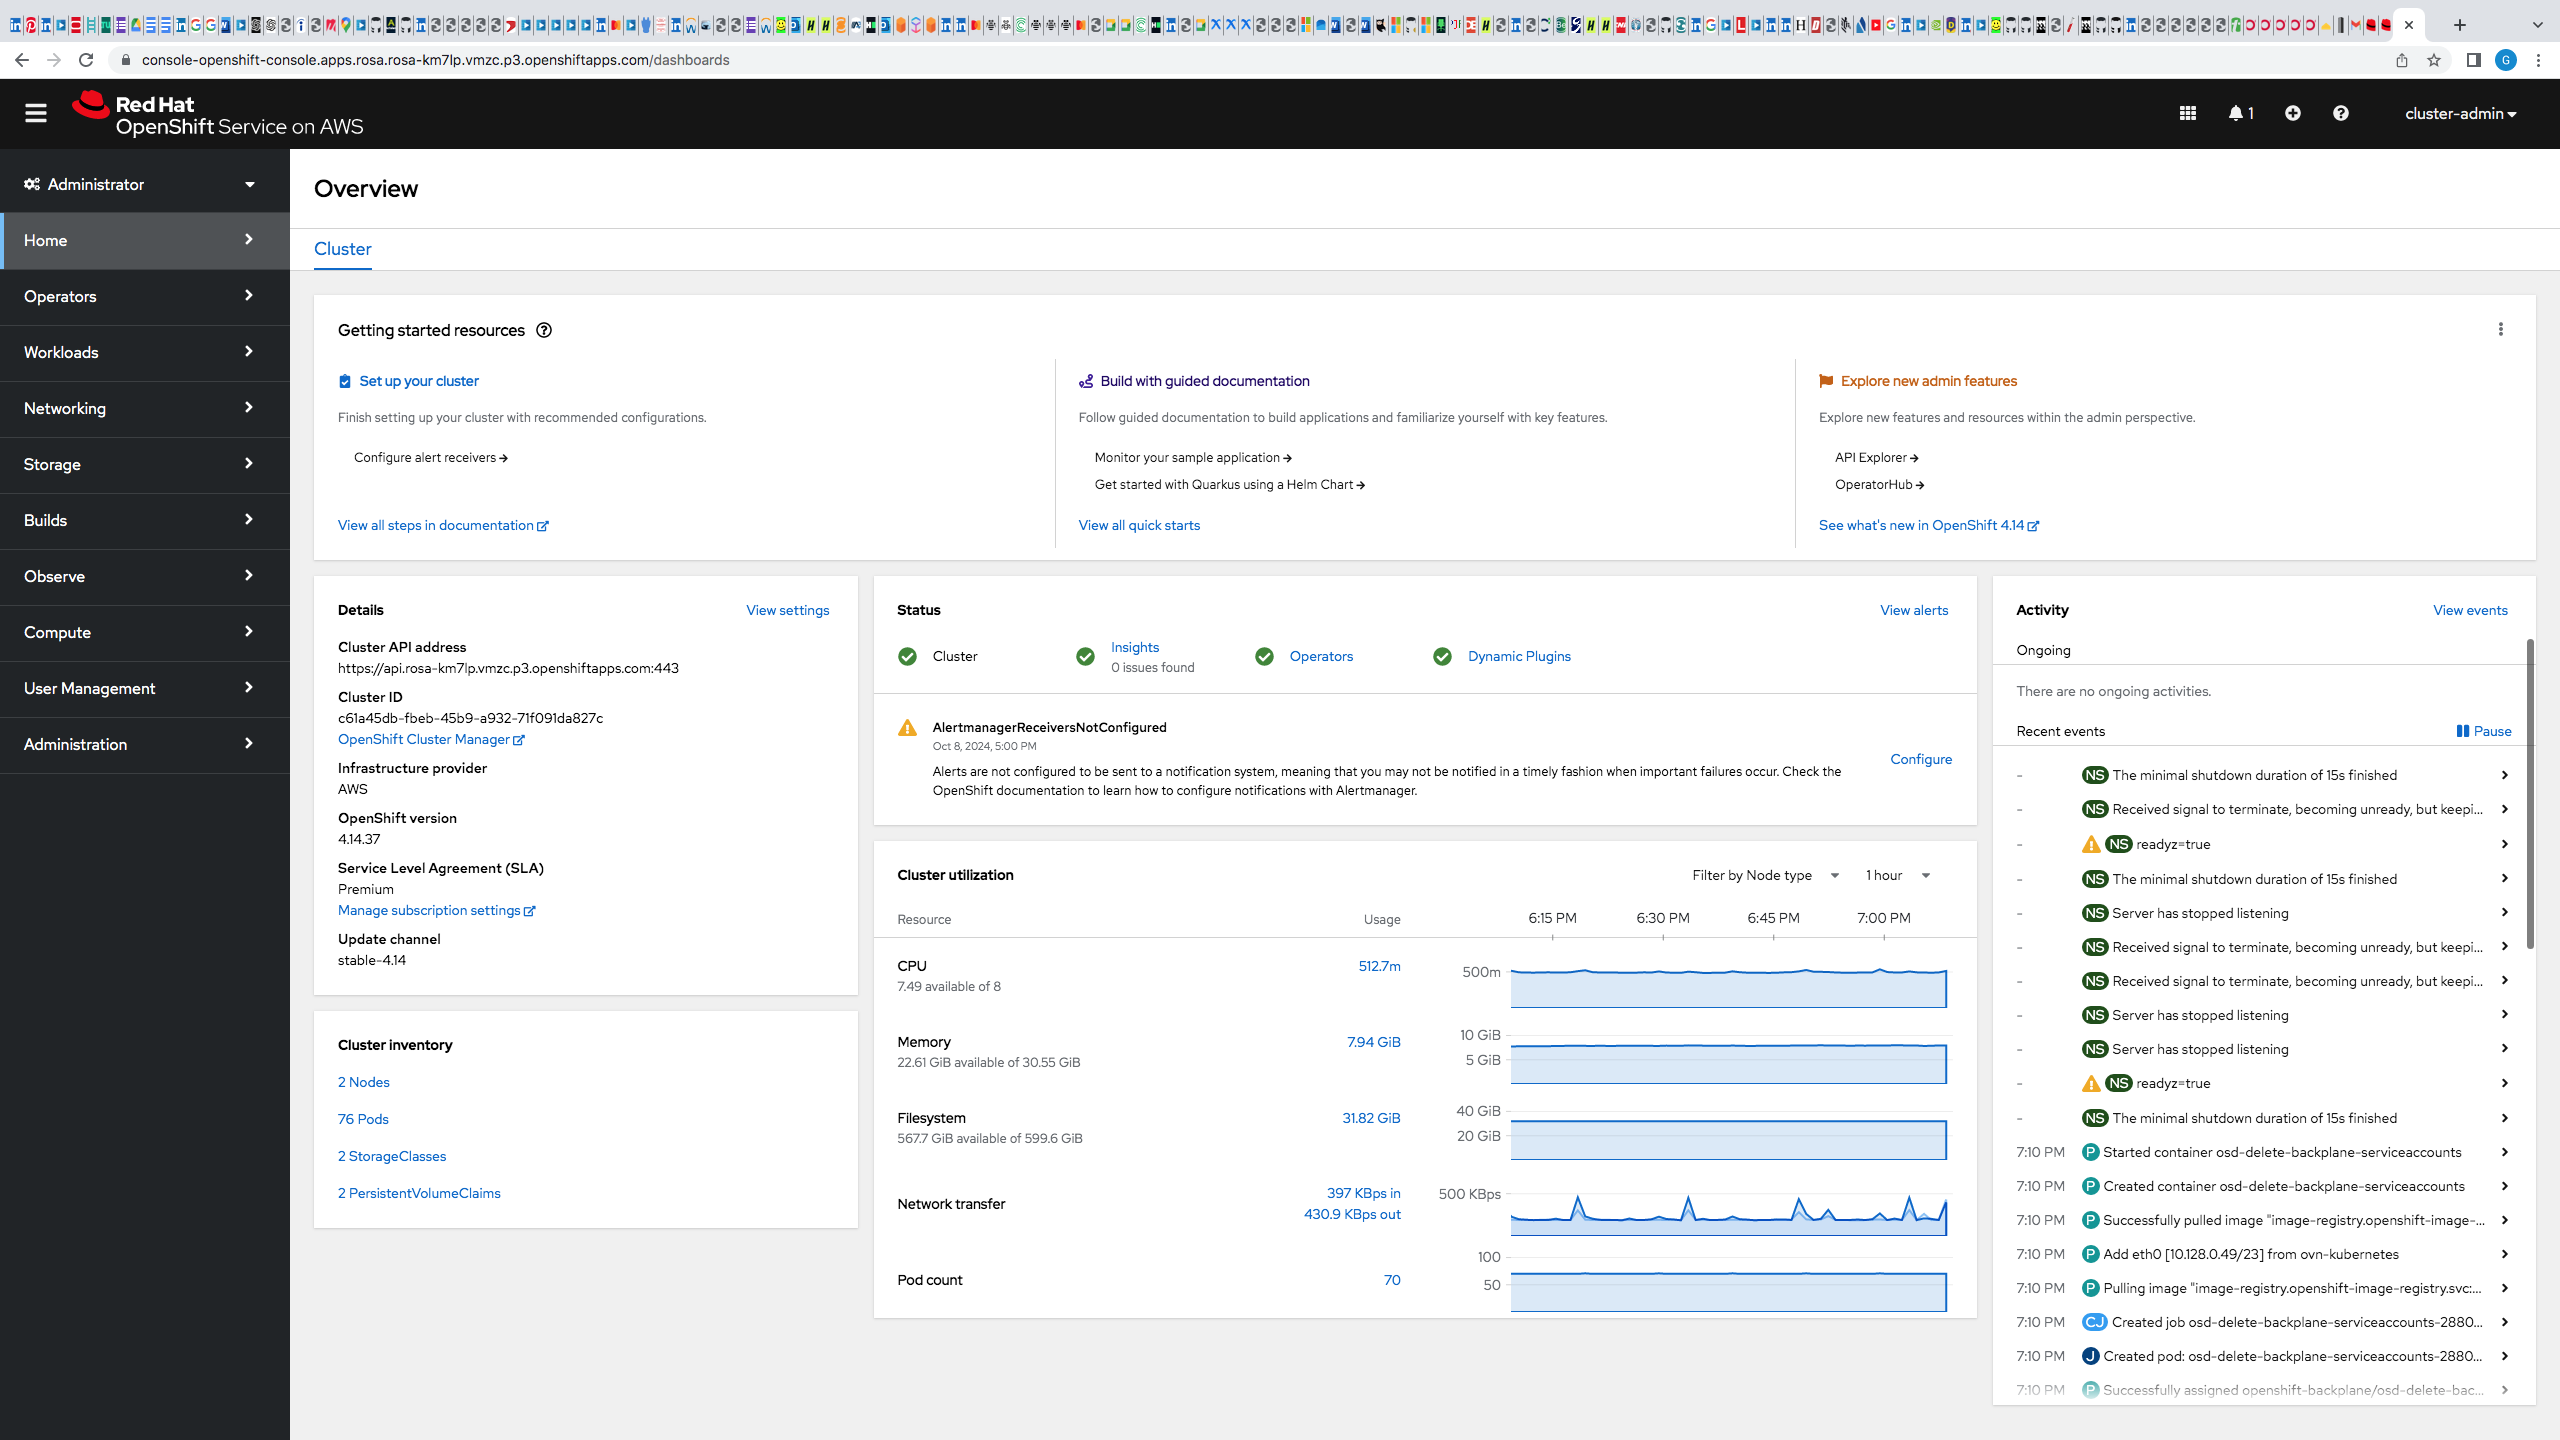 console-openshift-console.apps.rosa.rosa-km7lp.vmzc.p3.openshiftapps.com/dashboards
G
Red Hat
OpenShift Service on AWS
1
cluster-admin
Administrator
Home
Operators
Workloads
Networking
Storage
Builds
Observe
Compute
User Management
Administration
Overview
Cluster
Getting started resources
Set up your cluster
Finish setting up your cluster with recommended configurations.
Configure alert receivers
View all steps in documentation
Build with guided documentation
Follow guided documentation to build applications and familiarize yourself with key features.
Monitor your sample application
Get started with Quarkus using a Helm Chart
View all quick starts
Explore new admin features
Explore new features and resources within the admin perspective.
API Explorer
OperatorHub
See what's new in OpenShift 4.14
Details
View settings
Cluster API address
https://api.rosa-km7lp.vmzc.p3.openshiftapps.com:443
Cluster ID
c61a45db-fbeb-45b9-a932-71f091da827c
OpenShift Cluster Manager
Infrastructure provider
AWS
OpenShift version
4.14.37
Service Level Agreement (SLA)
Premium
Manage subscription settings
Update channel
stable-4.14
Cluster inventory
2 Nodes
76 Pods
2 StorageClasses
2 PersistentVolumeClaims
Status
View alerts
Cluster
Insights
0 issues found
Operators
Dynamic Plugins
AlertmanagerReceiversNotConfigured
Oct 8, 2024, 5:00 PM
Alerts are not configured to be sent to a notification system, meaning that you may not be notified in a timely fashion when important failures occur. Check the
OpenShift documentation to learn how to configure notifications with Alertmanager.
Configure
Cluster utilization
Filter by Node type
1 hour
Resource
Usage
6:15 PM
6:30 PM
6:45 PM
7:00 PM
CPU
7.49 available of 8
512.7m
500m
Memory
22.61 GiB available of 30.55 GiB
7.94 GiB
10 GiB
5 GiB
Filesystem
567.7 GiB available of 599.6 GiB
31.82 GiB
40 GiB
20 GiB
Network transfer
397 KBps in
430.9 KBps out
500 KBps
Pod count
70
100
50
Activity
View events
Ongoing
There are no ongoing activities.
Recent events
Pause
- NS The minimal shutdown duration of 15s finished
- NS Received signal to terminate, becoming unready, but keepi...
- NS readyz=true
- NS The minimal shutdown duration of 15s finished
- NS Server has stopped listening
- NS Received signal to terminate, becoming unready, but keepi...
- NS Received signal to terminate, becoming unready, but keepi...
- NS Server has stopped listening
- NS Server has stopped listening
- NS readyz=true
- NS The minimal shutdown duration of 15s finished
7:10 PM P Started container osd-delete-backplane-serviceaccounts
7:10 PM P Created container osd-delete-backplane-serviceaccounts
7:10 PM P Successfully pulled image "image-registry.openshift-image-...
7:10 PM P Add eth0 [10.128.0.49/23] from ovn-kubernetes
7:10 PM P Pulling image "image-registry.openshift-image-registry.svc:...
7:10 PM CJ Created job osd-delete-backplane-serviceaccounts-2880...
7:10 PM J Created pod: osd-delete-backplane-serviceaccounts-2880...
7:10 PM P Successfully assigned openshift-backplane/osd-delete-bac...